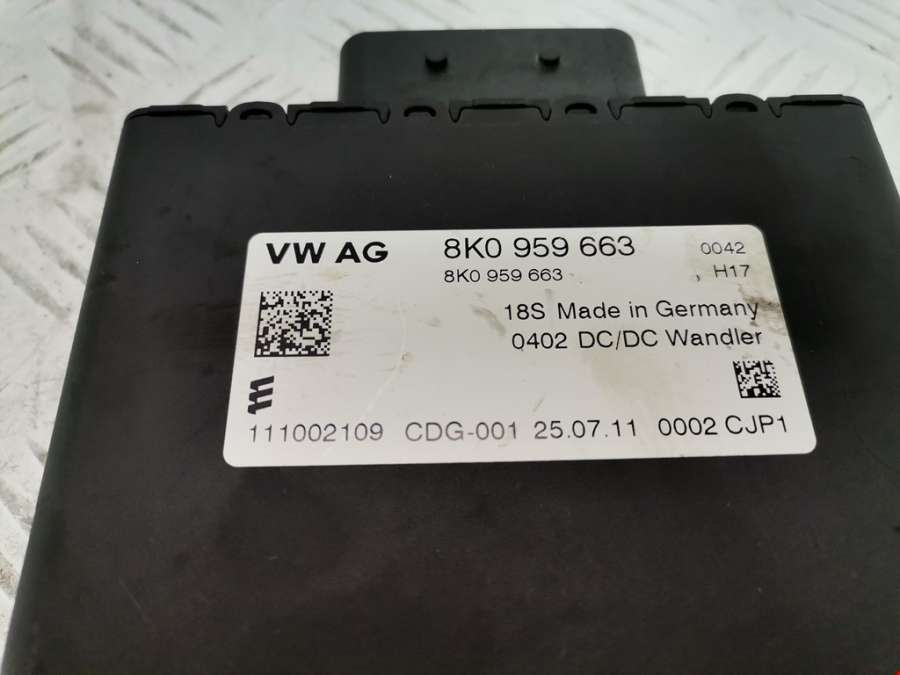 VW AG 8K0 959 663 0042
8K0 959 663 , H17
18S Made in Germany
0402 DC/DC Wandler
111002109 CDG-001 25.07.11 0002 CJP1